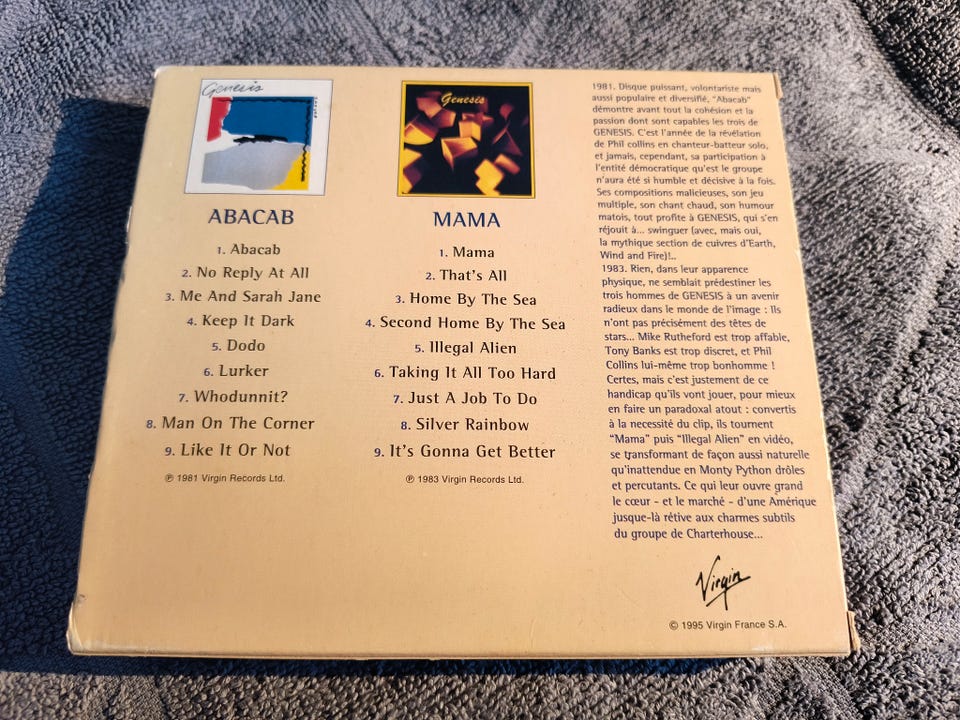 Genesis
abacab
ABACAB
1. Abacab
2. No Reply At All
3. Me And Sarah Jane
4. Keep It Dark
5. Dodo
6. Lurker
7. Whodunnit?
8. Man On The Corner
9. Like It Or Not
℗ 1981 Virgin Records Ltd.
Genesis
MAMA
1. Mama
2. That's All
3. Home By The Sea
4. Second Home By The Sea
5. Illegal Alien
6. Taking It All Too Hard
7. Just A Job To Do
8. Silver Rainbow
9. It's Gonna Get Better
℗ 1983 Virgin Records Ltd.
1981. Disque puissant, volontariste mais
aussi populaire et diversifié, "Abacab"
démontre avant tout la cohésion et la
passion dont sont capables les trois de
GENESIS. C'est l'année de la révélation
de Phil collins en chanteur-batteur solo,
et jamais, cependant, sa participation à
l'entité démocratique qu'est le groupe
n'aura été si humble et décisive à la fois.
Ses compositions malicieuses, son jeu
multiple, son chant chaud, son humour
matois, tout profite à GENESIS, qui s'en
réjouit à... swinguer (avec, mais oui,
la mythique section de cuivres d'Earth,
Wind and Fire)!..
1983. Rien, dans leur apparence
physique, ne semblait prédestiner les
trois hommes de GENESIS à un avenir
radieux dans le monde de l'image : Ils
n'ont pas précisément des têtes de
stars... Mike Rutheford est trop affable,
Tony Banks est trop discret, et Phil
Collins lui-même trop bonhomme !
Certes, mais c'est justement de ce
handicap qu'ils vont jouer, pour mieux
en faire un paradoxal atout : convertis
à la necessité du clip, ils tournent
"Mama" puis "Illegal Alien" en vidéo,
se transformant de façon aussi naturelle
qu'inattendue en Monty Python drôles
et percutants. Ce qui leur ouvre grand
le cœur - et le marché - d'une Amérique
jusque-là rétive aux charmes subtils
du groupe de Charterhouse...
Virgin
© 1995 Virgin France S.A.